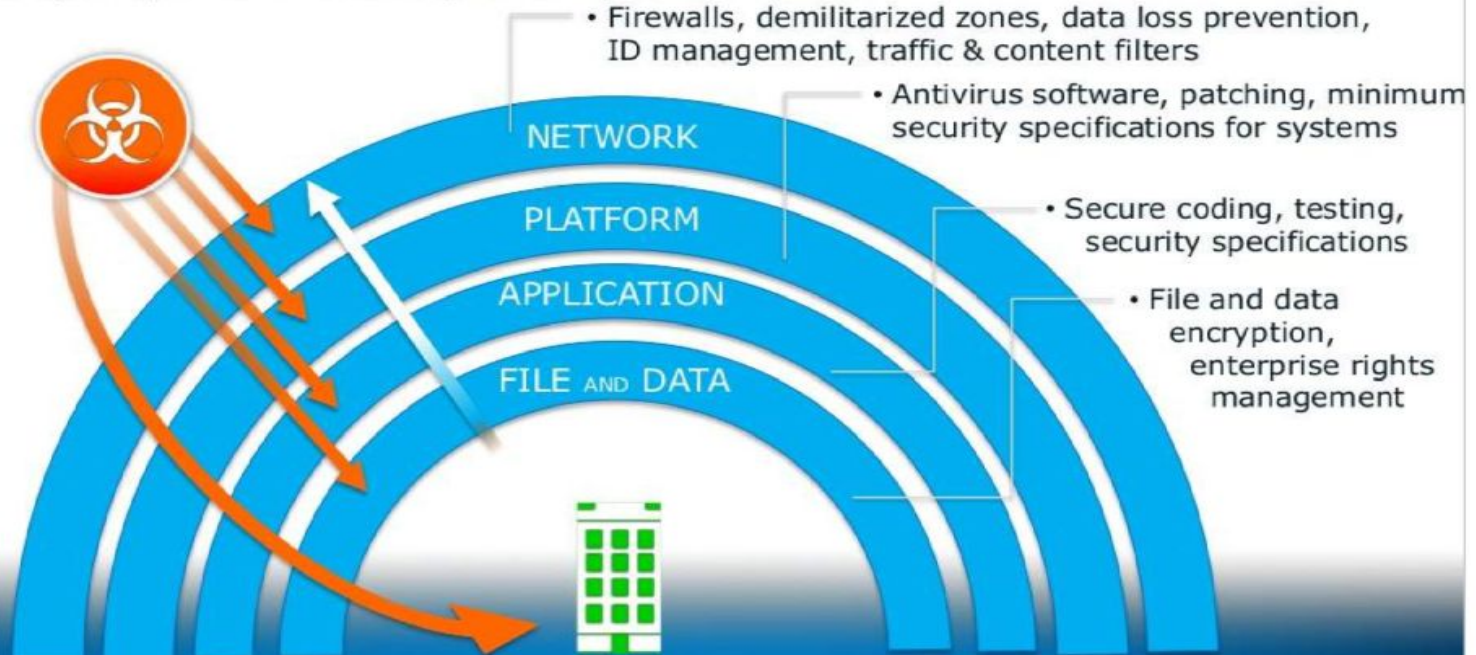 • Firewalls, demilitarized zones, data loss prevention,
ID management, traffic & content filters
• Antivirus software, patching, minimum
security specifications for systems
• Secure coding, testing,
security specifications
• File and data
encryption,
enterprise rights
management
NETWORK
PLATFORM
APPLICATION
FILE AND DATA